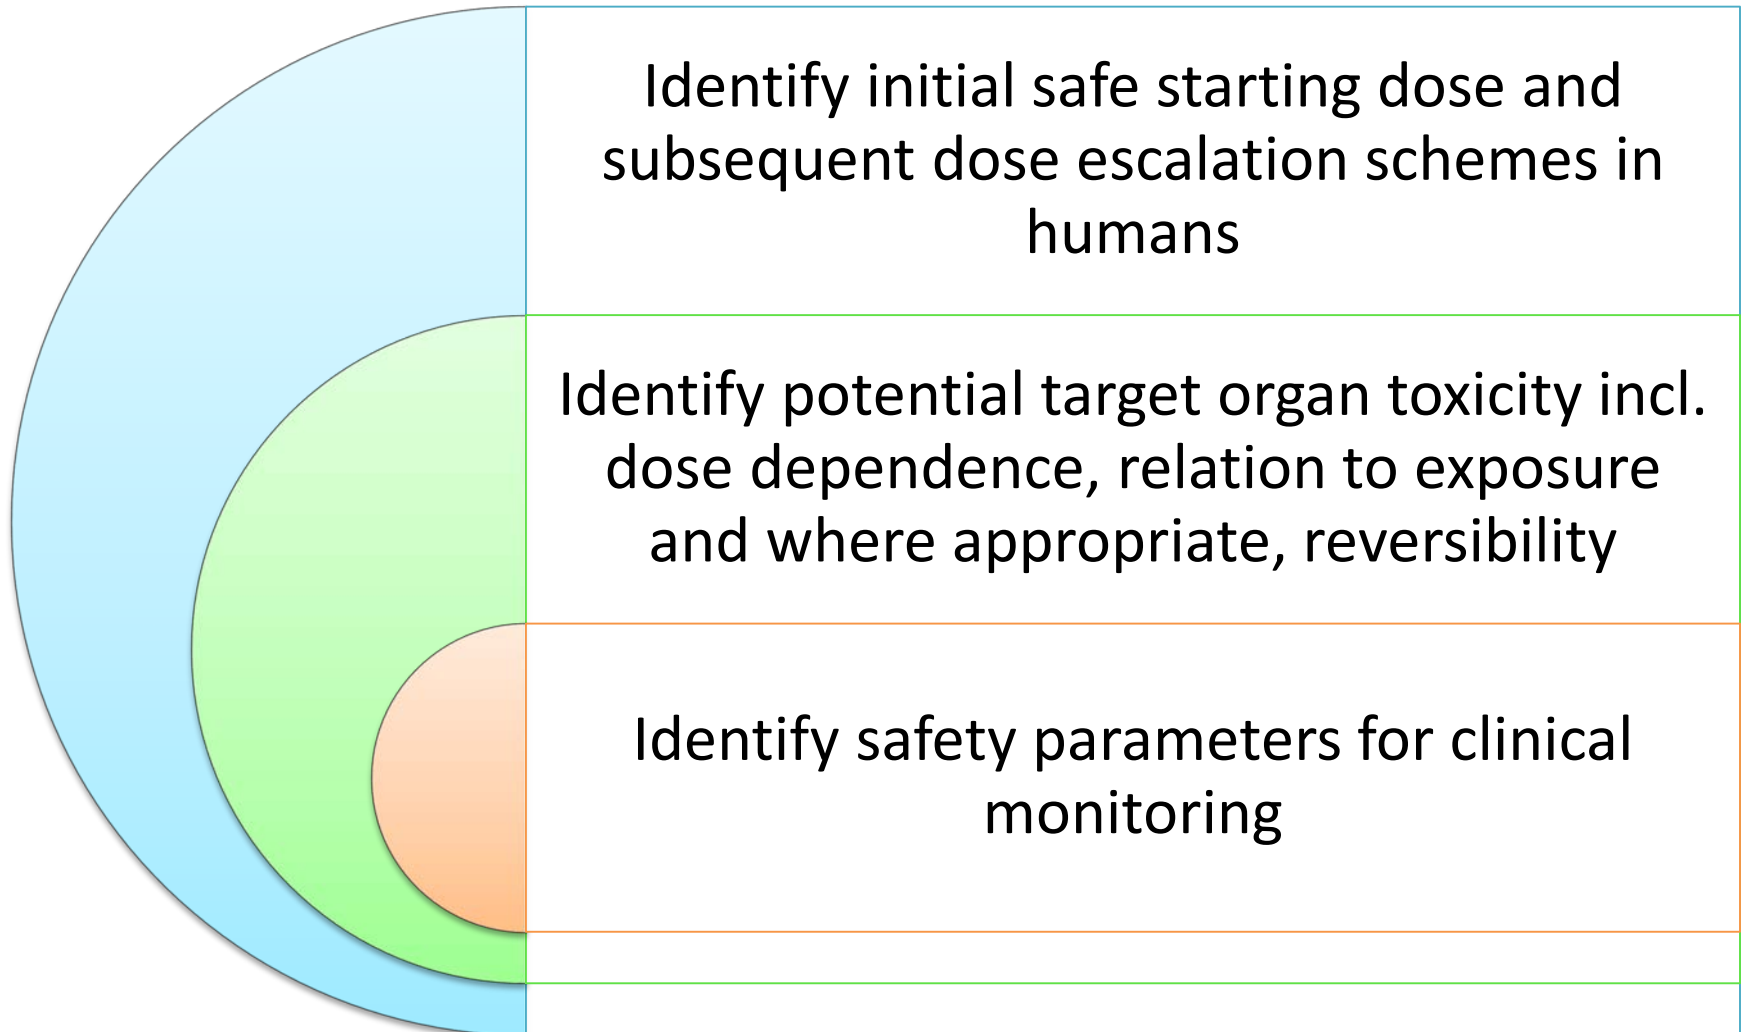 Identify initial safe starting dose and
subsequent dose escalation schemes in
humans
Identify potential target organ toxicity incl.
dose dependence, relation to exposure
and where appropriate, reversibility
Identify safety parameters for clinical
monitoring